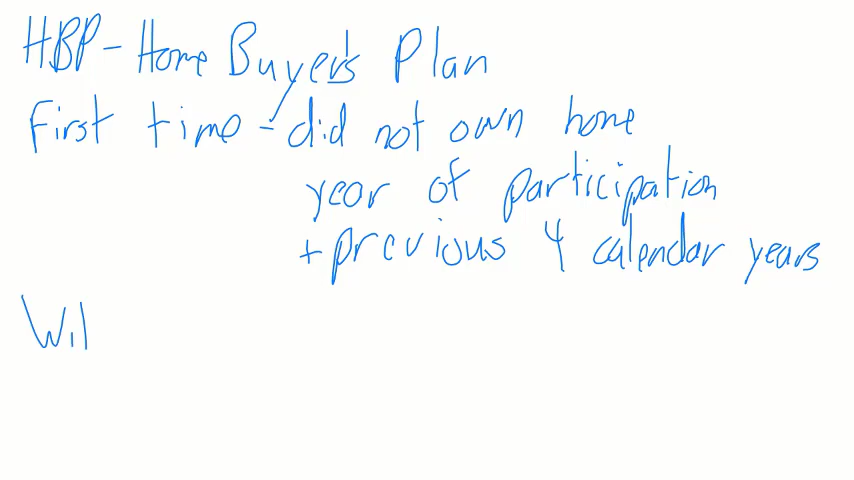 HBP - Home Buyer's Plan
First time - did not own home
year of participation
+ previous 4 calendar years
Wil